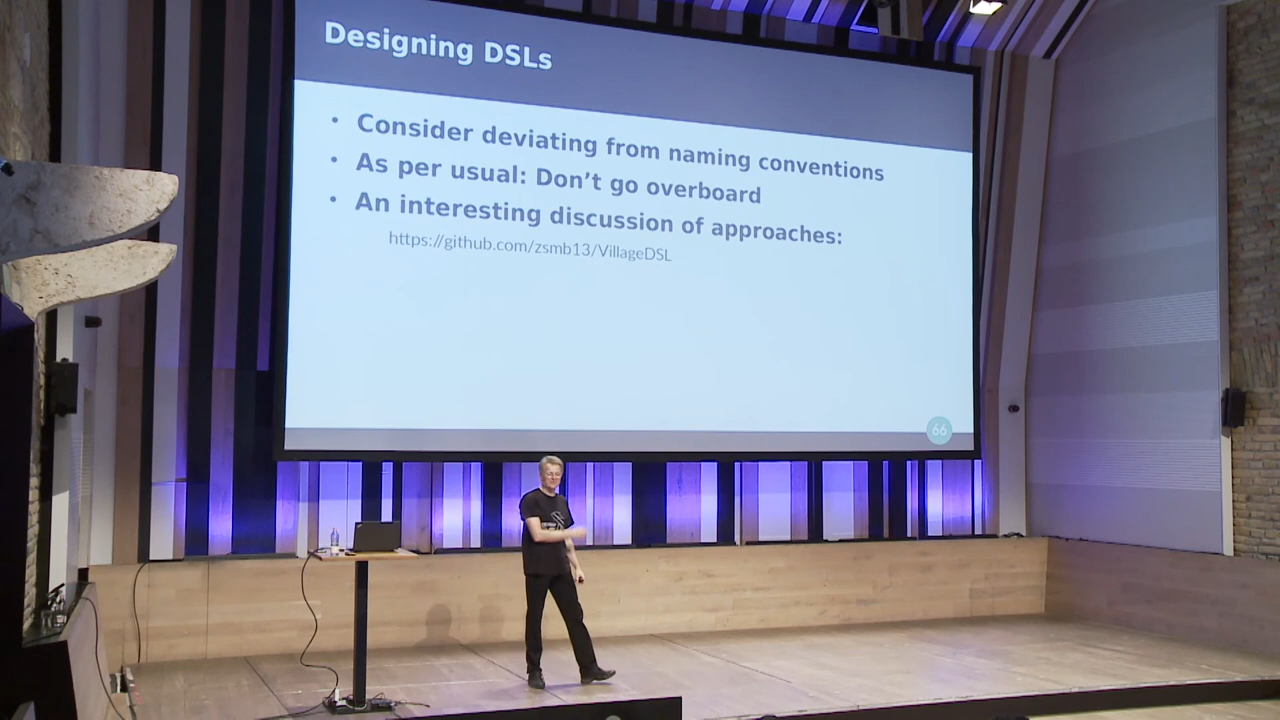 Designing DSLs
• Consider deviating from naming conventions
• As per usual: Don’t go overboard
• An interesting discussion of approaches:
https://github.com/zsmb13/VillageDSL
66